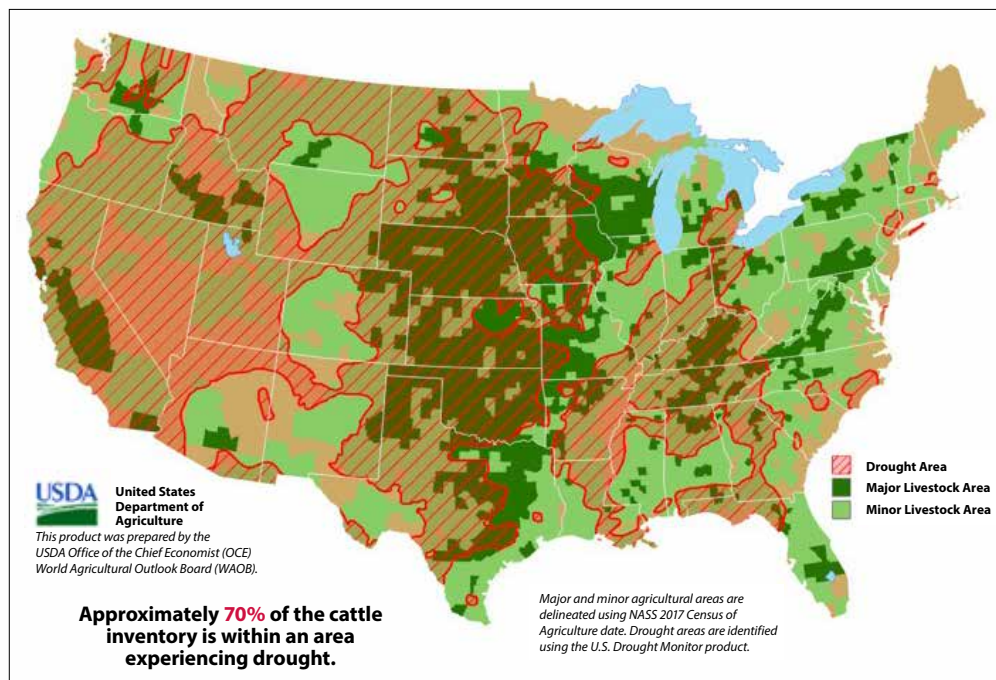 Drought Area
Major Livestock Area
Minor Livestock Area
USDA
United States
Department of
Agriculture
This product was prepared by the
USDA Office of the Chief Economist (OCE)
World Agricultural Outlook Board (WAOB).
Approximately 70% of the cattle
inventory is within an area
experiencing drought.
Major and minor agricultural areas are
delineated using NASS 2017 Census of
Agriculture date. Drought areas are identified
using the U.S. Drought Monitor product.